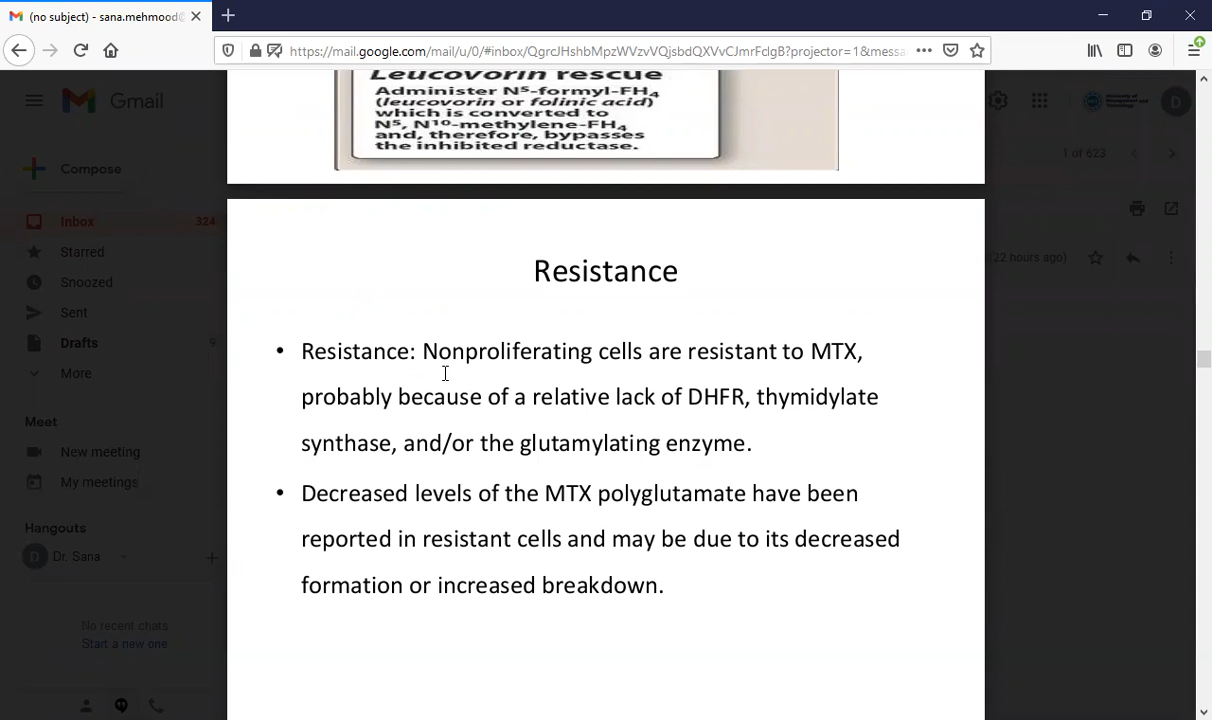 (no subject) - sana.mehmood@
https://mail.google.com/mail/u/0/#inbox/QgrcJHshbMpzWVzvVQjsbdQXVvCJmrFclgB?projector=1&messa
Gmail
1 of 623
Compose
Inbox 324
Starred
(22 hours ago)
Snoozed
Sent
Drafts 9
More
Meet
New meeting
My meetings
Hangouts
D Dr. Sana
No recent chats
Start a new one
D
Leucovorin rescue
Administer N5-formyl-FH4
(leucovorin or folinic acid)
which is converted to
N5, N10-methylene-FH4
and, therefore, bypasses
the inhibited reductase.
Resistance
• Resistance: Nonproliferating cells are resistant to MTX,
probably because of a relative lack of DHFR, thymidylate
synthase, and/or the glutamylating enzyme.
• Decreased levels of the MTX polyglutamate have been
reported in resistant cells and may be due to its decreased
formation or increased breakdown.